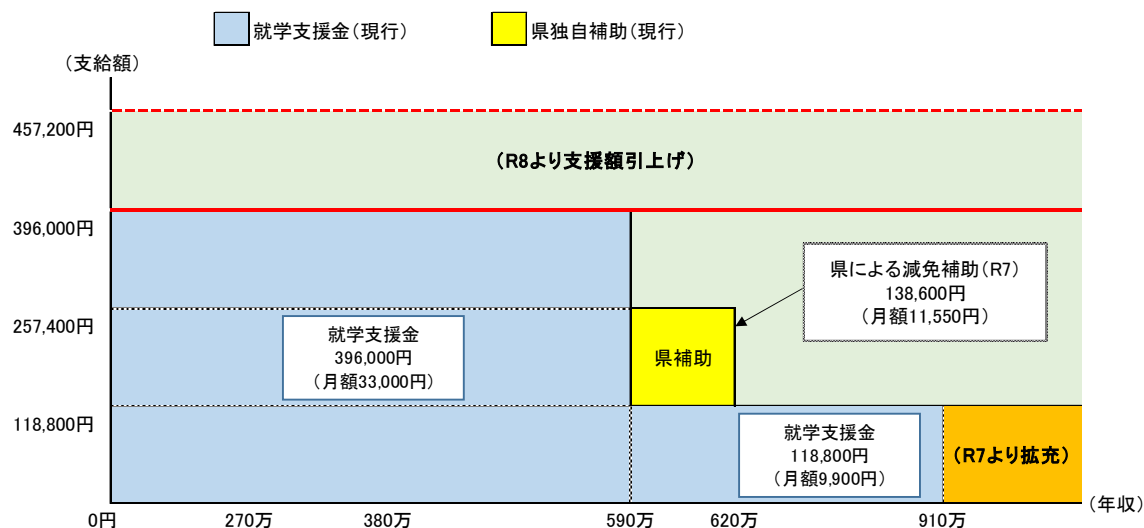 就学支援金(現行)
県独自補助(現行)
(支給額)
457,200円
(R8より支援額引上げ)
396,000円
県による減免補助(R7)
138,600円
(月額11,550円)
257,400円
就学支援金
396,000円
(月額33,000円)
県補助
118,800円
就学支援金
118,800円
(月額9,900円)
(R7より拡充)
(年収)
0円
270万
380万
590万
620万
910万